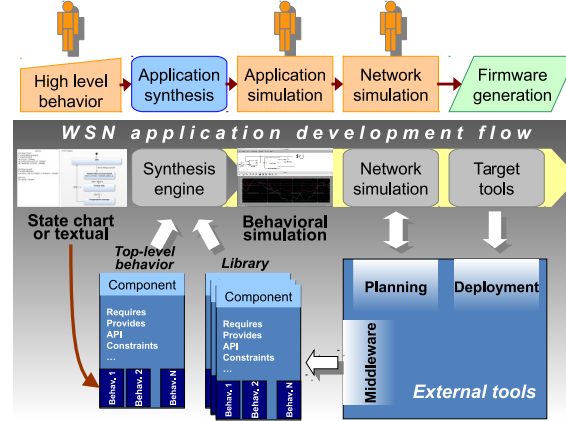 High level
behavior
Application
synthesis
Application
simulation
Network
simulation
Firmware
generation
WSN application development flow
Synthesis
engine
Network
simulation
Target
tools
State chart
or textual
Behavioral
simulation
Top-level
behavior
Library
Component
Requires
Provides
API
Constraints
...
Behav. 1
Behav. 2
Behav. N
Component
Requires
Provides
API
Constraints
...
Behav. 1
Behav. 2
Behav. N
Planning
Deployment
Middleware
External tools